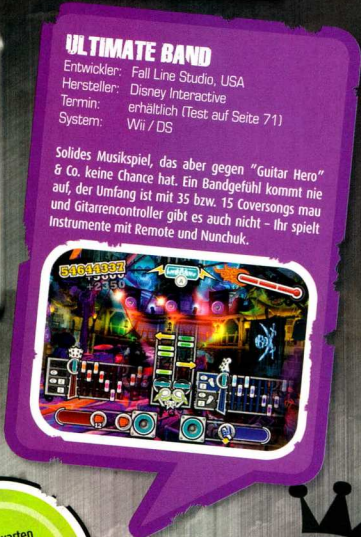 ULTIMATE BAND
Entwickler: Fall Line Studio, USA
Hersteller: Disney Interactive
Termin: erhältlich (Test auf Seite 71)
System: Wii / DS
Solides Musikspiel, das aber gegen "Guitar Hero"
& Co. keine Chance hat. Ein Bandgefühl kommt nie
auf, der Umfang ist mit 35 bzw. 15 Coversongs mau
und Gitarrencontroller gibt es auch nicht – Ihr spielt
Instrumente mit Remote und Nunchuk.
54644337
+2350
arten